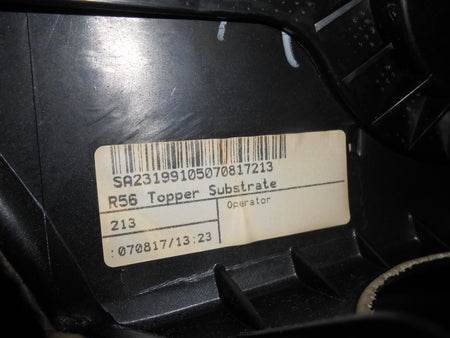 SA23199105070817213
R56 Topper Substrate
213
Operator
:070817/13:23